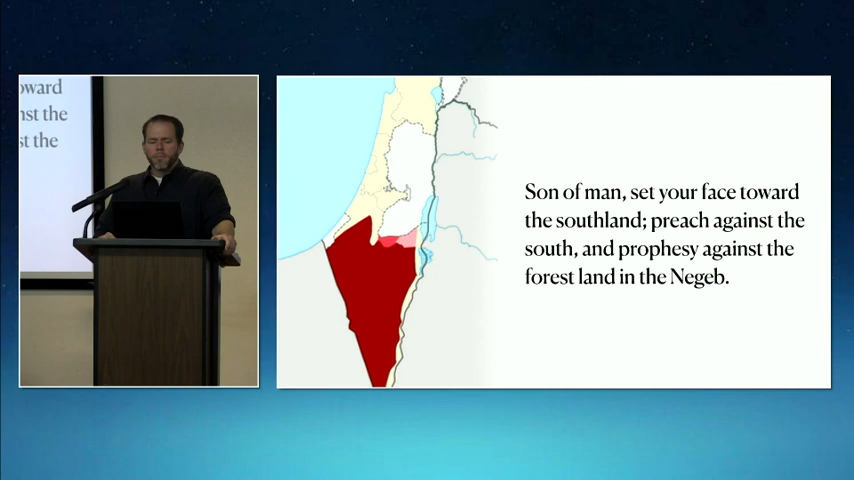 oward
nst the
st the
Son of man, set your face toward
the southland; preach against the
south, and prophesy against the
forest land in the Negeb.